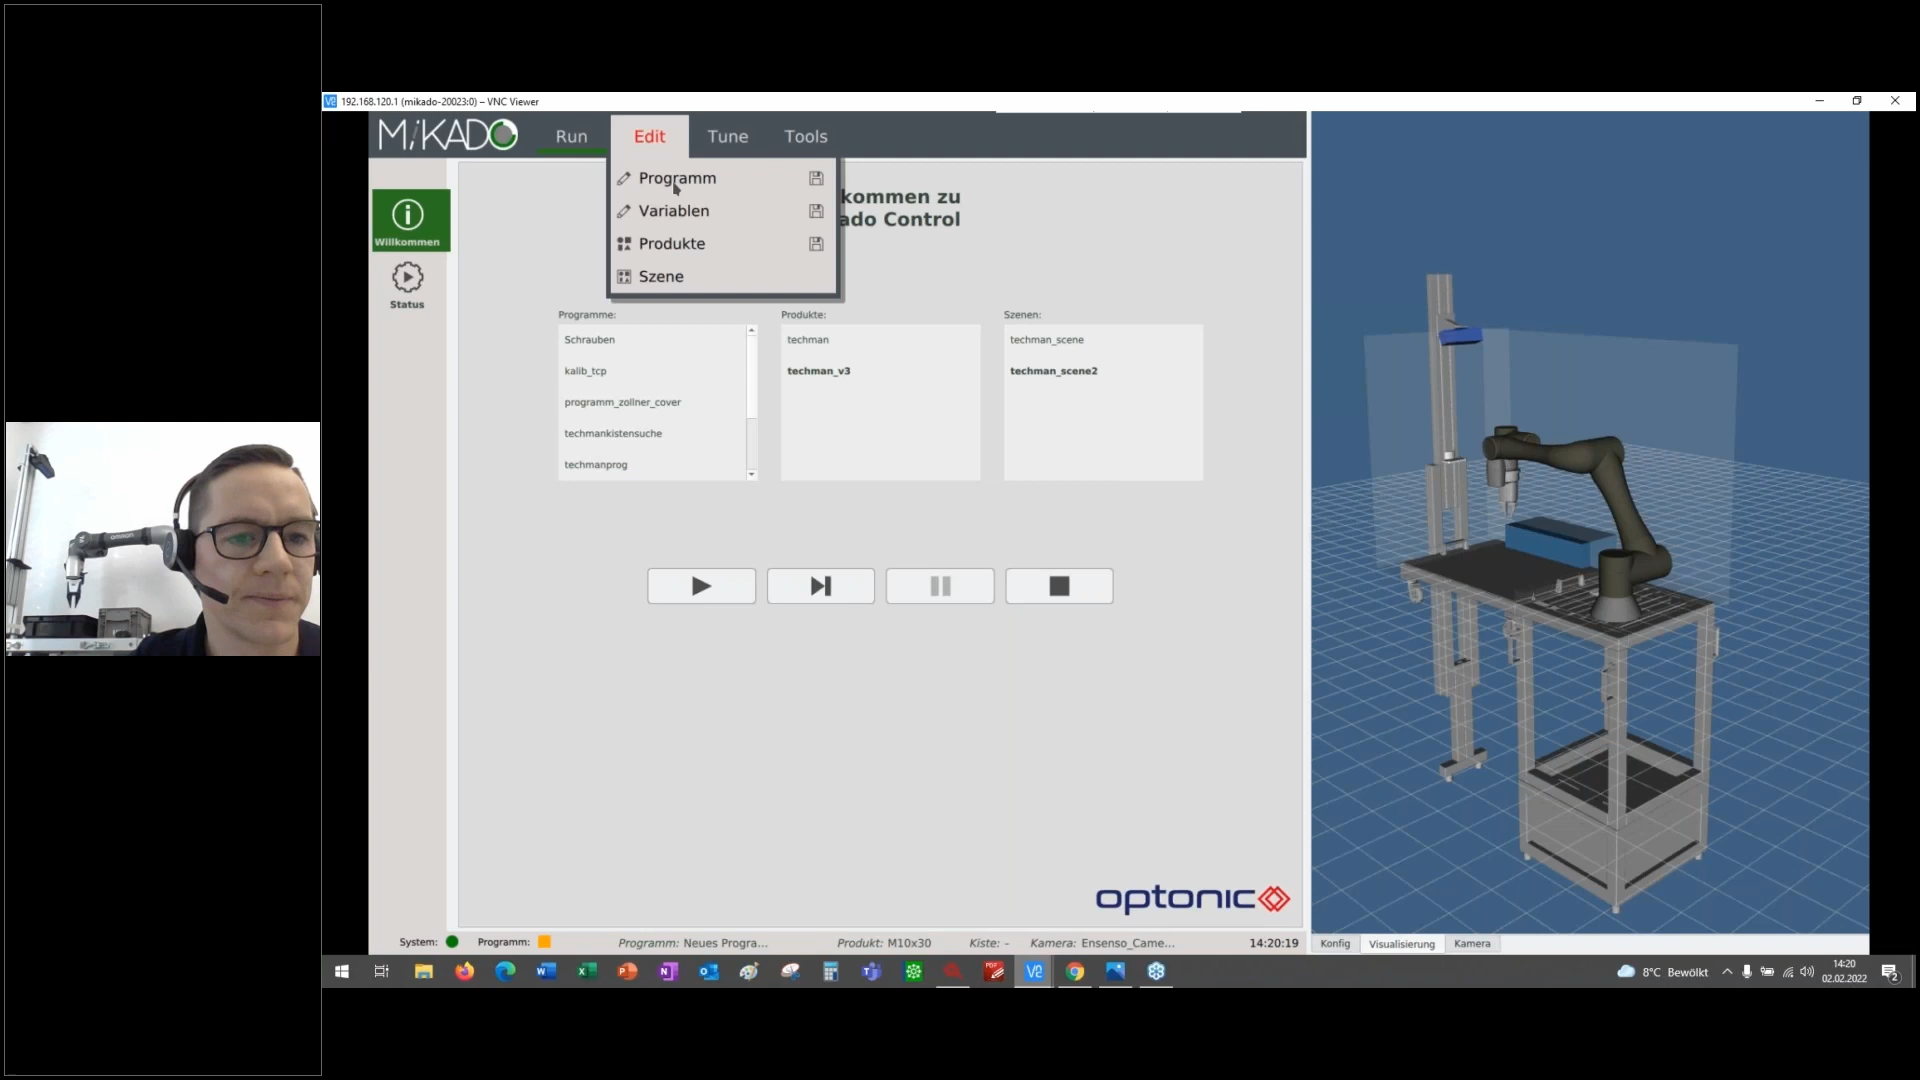 192.168.120.1 (mikado-20023:0) – VNC Viewer
MiKADO
Run
Edit
Tune
Tools
Programm
Variablen
Produkte
Szene
kommen zu
ado Control
Willkommen
Status
Programme:
Schrauben
kalib_tcp
programm_zollner_cover
techmankistensuche
techmanprog
Produkte:
techman
techman_v3
Szenen:
techman_scene
techman_scene2
optonic
System:
Programm:
Programm: Neues Progra...
Produkt: M10x30
Kiste: -
Kamera: Ensenso_Came...
14:20:19
Konfig
Visualisierung
Kamera
8°C Bewölkt
14:20
02.02.2022
2
OMRON